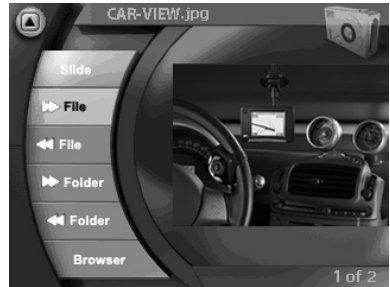 CAR-VIEW.jpg
Slide
File
File
Folder
Folder
Browser
1 of 2